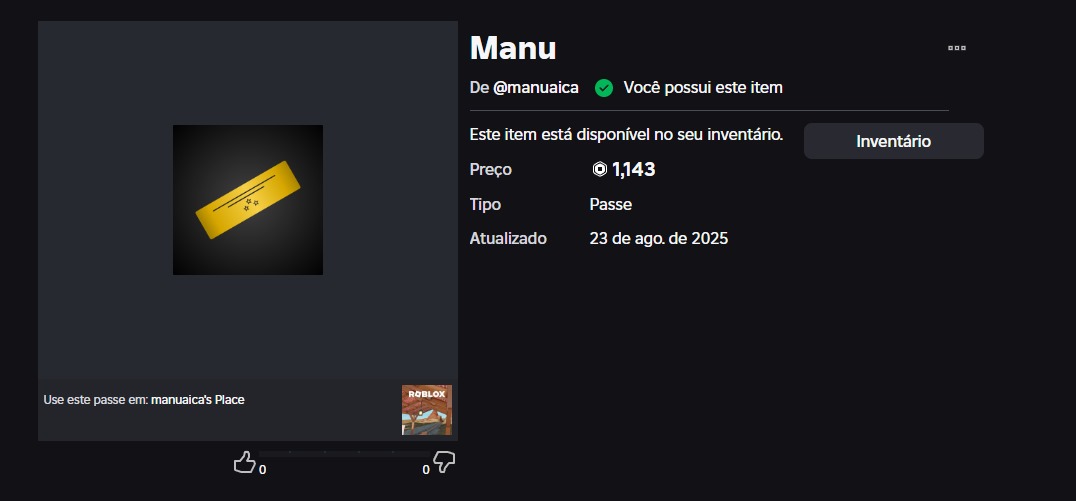 Manu
De @manuaica Você possui este item
Este item está disponível no seu inventário.
Inventário
Preço 1,143
Tipo Passe
Atualizado 23 de ago. de 2025
Use este passe em: manuaica's Place
ROBLOX
0 0